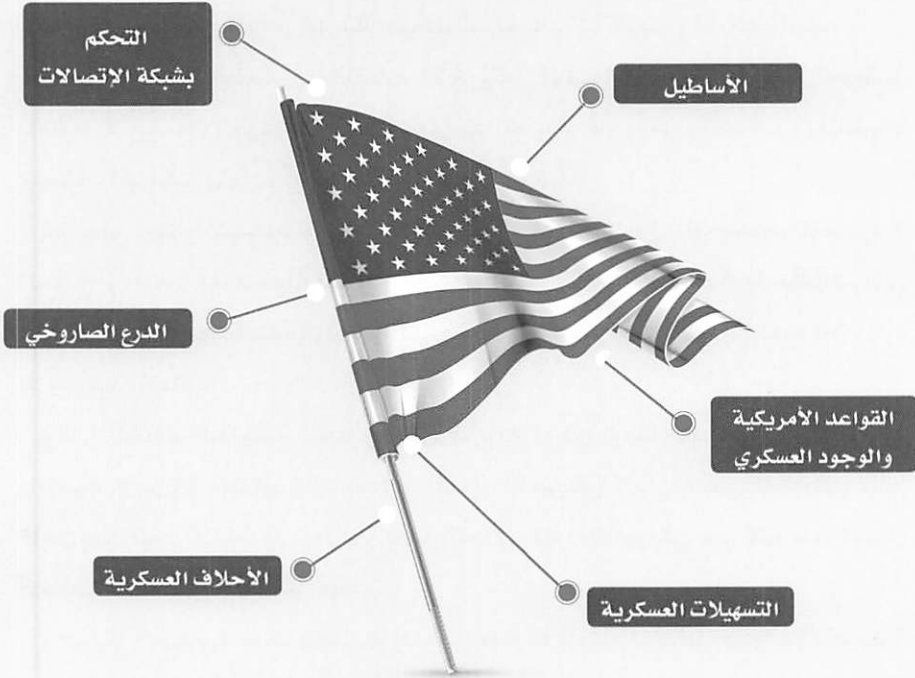 التحكم
بشبكة الإتصالات
الأساطيل
الدرع الصاروخي
القواعد الأمريكية
والوجود العسكري
الأحلاف العسكرية
التسهيلات العسكرية